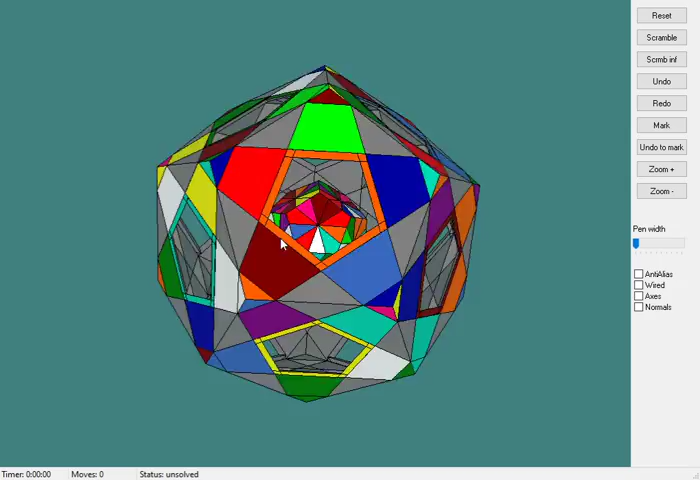 Reset
Scramble
Scrmb inf
Undo
Redo
Mark
Undo to mark
Zoom +
Zoom -
Pen width
AntiAlias
Wired
Axes
Normals
Timer: 0:00:00 Moves: 0 Status: unsolved